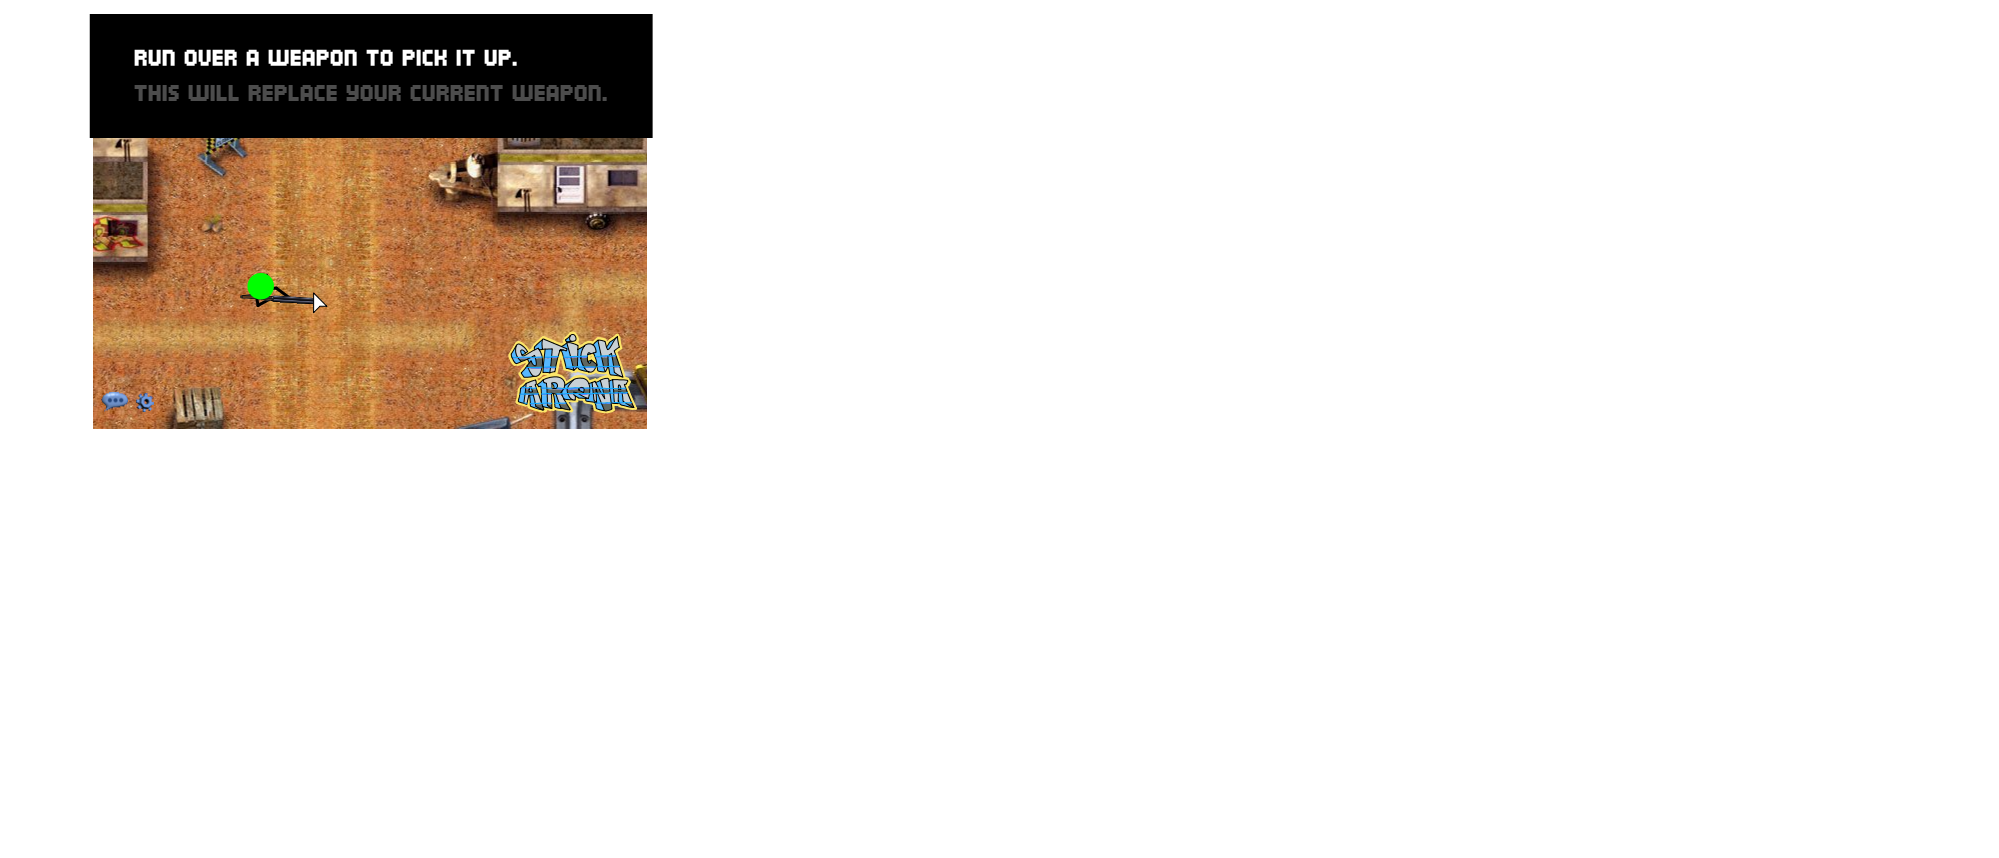 RUN OVER A WEAPON TO PICK IT UP.
THIS WILL REPLACE YOUR CURRENT WEAPON.
STICK
ARENA